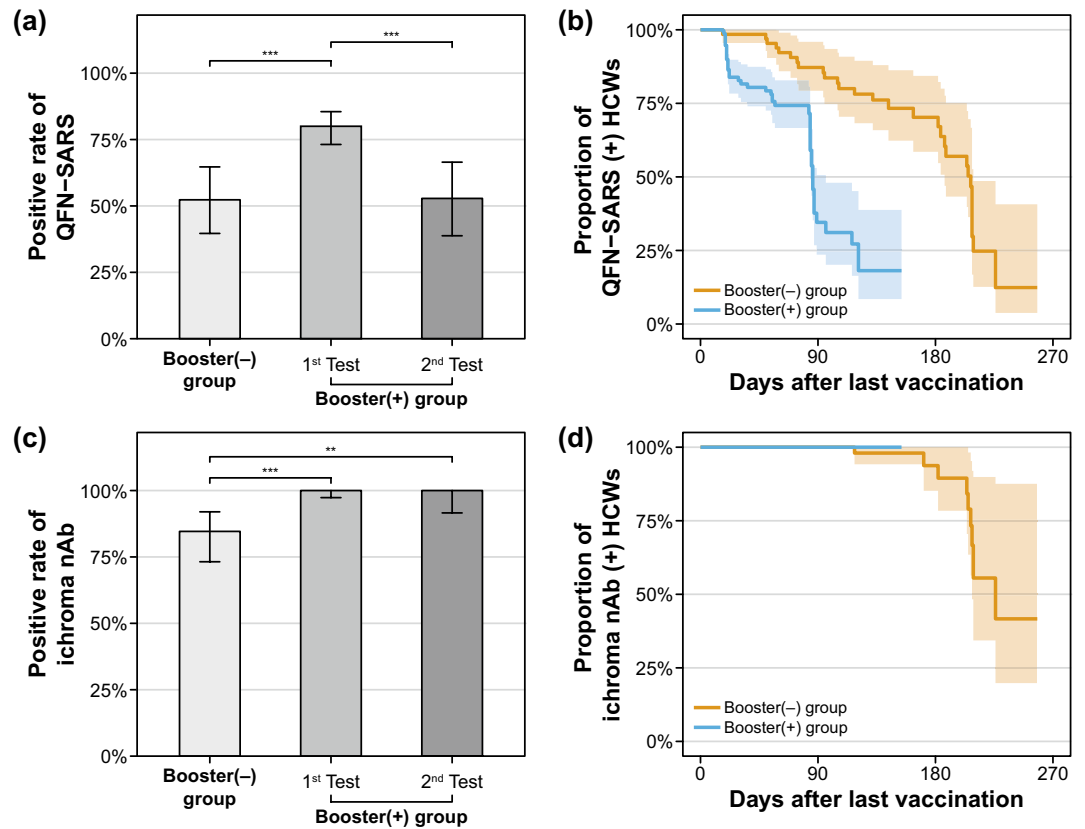 (a)
Positive rate of
QFN–SARS
100%
75%
50%
25%
0%
***
***
Booster(–)
group
1st Test
2nd Test
Booster(+) group
(b)
Proportion of
QFN–SARS (+) HCWs
100%
75%
50%
25%
0%
Booster(–) group
Booster(+) group
0
90
180
270
Days after last vaccination
(c)
Positive rate of
ichroma nAb
100%
75%
50%
25%
0%
**
***
Booster(–)
group
1st Test
2nd Test
Booster(+) group
(d)
Proportion of
ichroma nAb (+) HCWs
100%
75%
50%
25%
0%
Booster(–) group
Booster(+) group
0
90
180
270
Days after last vaccination